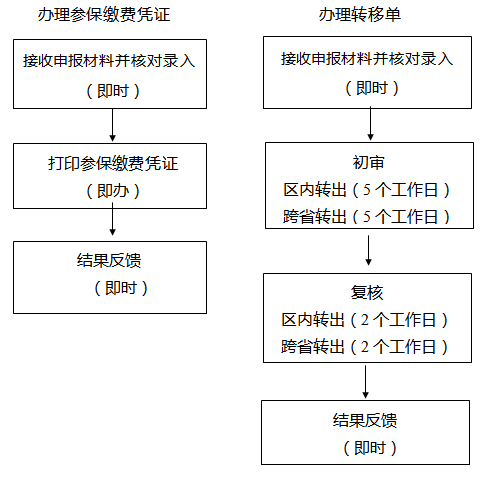 办理参保缴费凭证
接收申报材料并核对录入
（即时）
打印参保缴费凭证
（即办）
结果反馈
（即时）
办理转移单
接收申报材料并核对录入
（即时）
初审
区内转出（5 个工作日）
跨省转出（5 个工作日）
复核
区内转出（2 个工作日）
跨省转出（2 个工作日）
结果反馈
（即时）